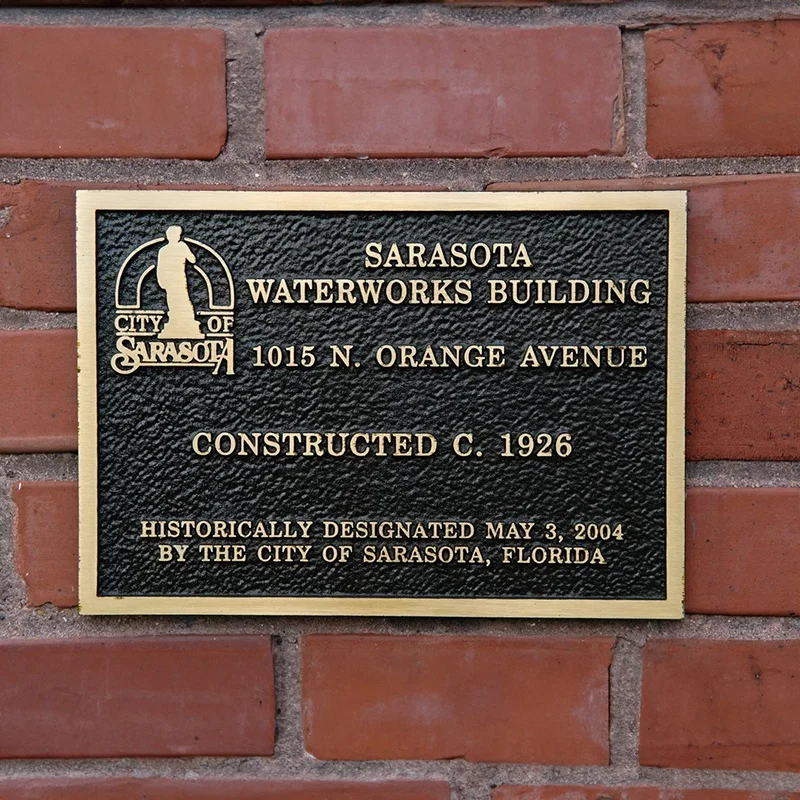 CITY OF
SARASOTA
SARASOTA
WATERWORKS BUILDING
1015 N. ORANGE AVENUE
CONSTRUCTED C. 1926
HISTORICALLY DESIGNATED MAY 3, 2004
BY THE CITY OF SARASOTA, FLORIDA